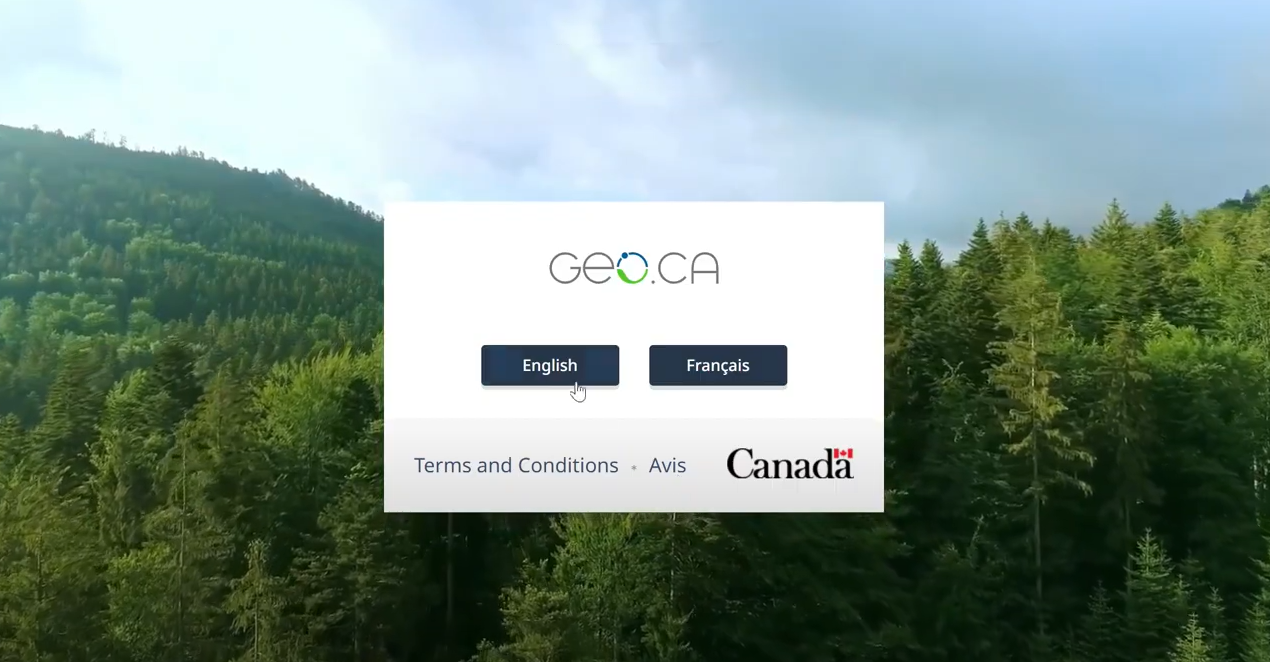 GEO.CA
English
Français
Terms and Conditions • Avis
Canada